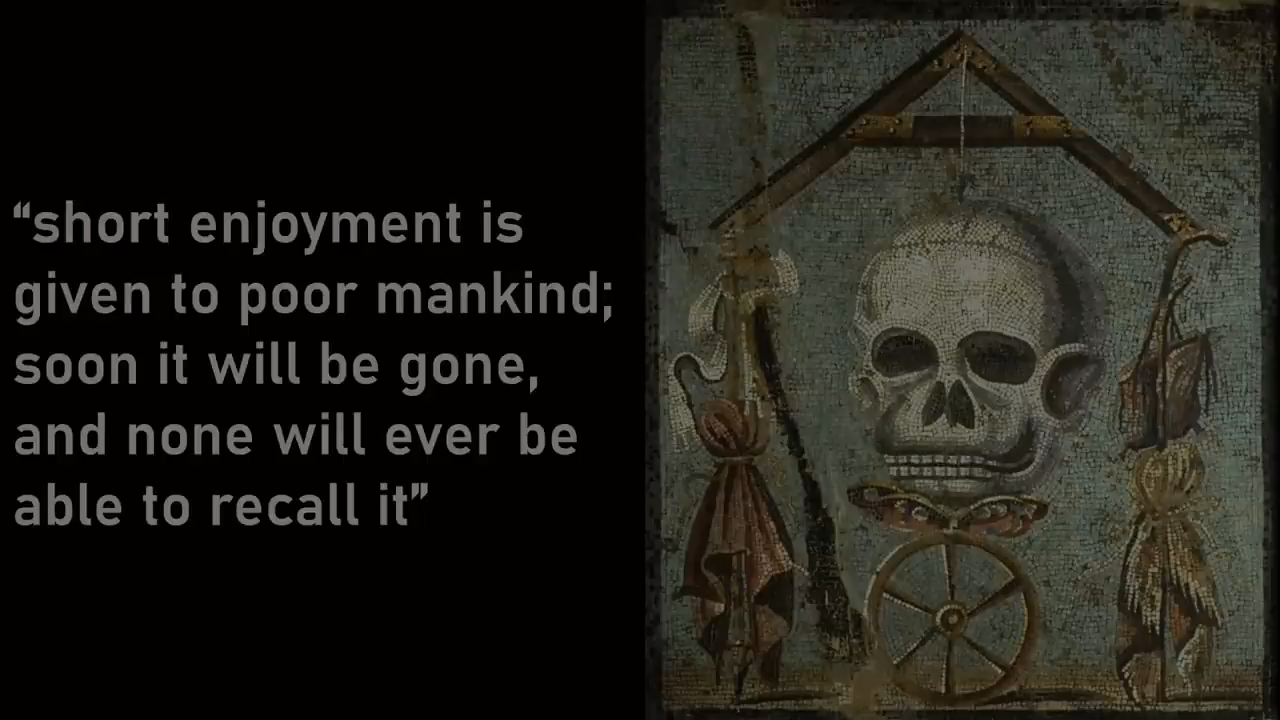 “short enjoyment is
given to poor mankind;
soon it will be gone,
and none will ever be
able to recall it”